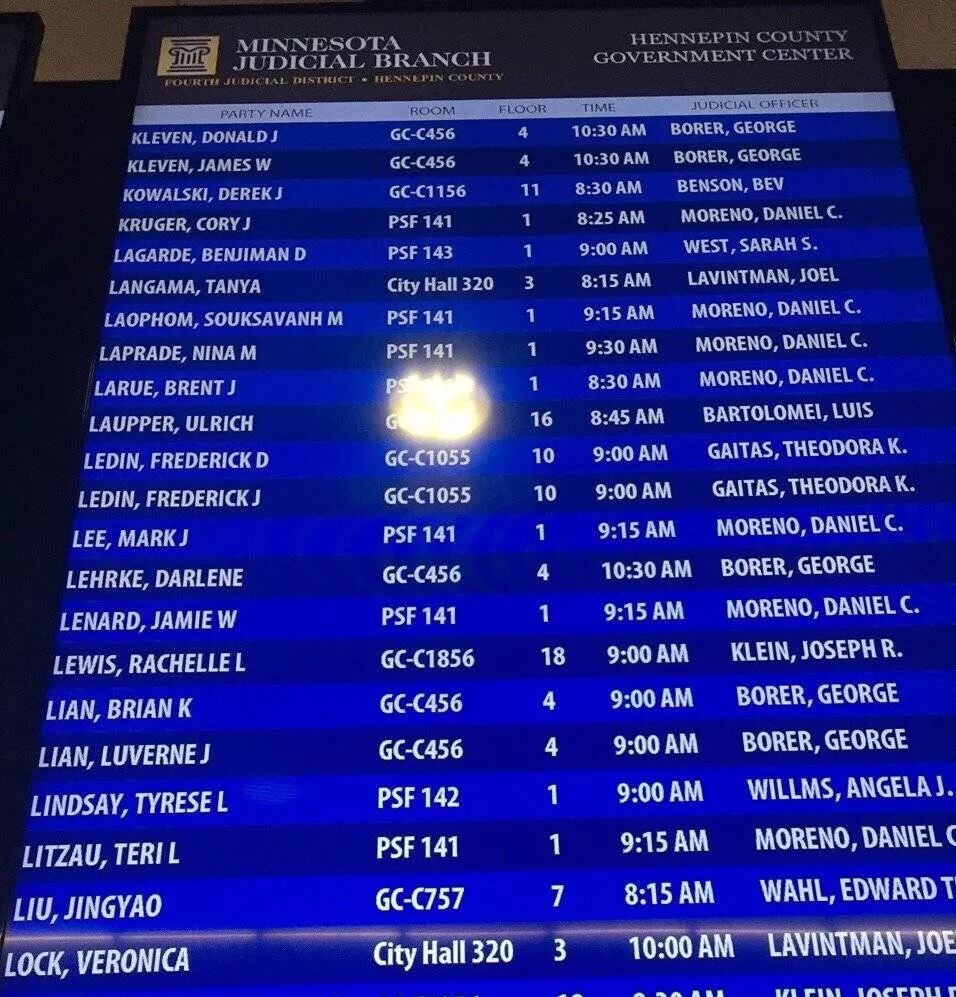 MINNESOTA
JUDICIAL BRANCH
FOURTH JUDICIAL DISTRICT • HENNEPIN COUNTY
HENNEPIN COUNTY
GOVERNMENT CENTER
PARTY NAME ROOM FLOOR TIME JUDICIAL OFFICER
KLEVEN, DONALD J GC-C456 4 10:30 AM BORER, GEORGE
KLEVEN, JAMES W GC-C456 4 10:30 AM BORER, GEORGE
KOWALSKI, DEREK J GC-C1156 11 8:30 AM BENSON, BEV
KRUGER, CORY J PSF 141 1 8:25 AM MORENO, DANIEL C.
LAGARDE, BENJIMAN D PSF 143 1 9:00 AM WEST, SARAH S.
LANGAMA, TANYA City Hall 320 3 8:15 AM LAVINTMAN, JOEL
LAOPHOM, SOUKSAVANH M PSF 141 1 9:15 AM MORENO, DANIEL C.
LAPRADE, NINA M PSF 141 1 9:30 AM MORENO, DANIEL C.
LARUE, BRENT J 1 8:30 AM MORENO, DANIEL C.
LAUPPER, ULRICH 16 8:45 AM BARTOLOMEI, LUIS
LEDIN, FREDERICK D GC-C1055 10 9:00 AM GAITAS, THEODORA K.
LEDIN, FREDERICK J GC-C1055 10 9:00 AM GAITAS, THEODORA K.
LEE, MARK J PSF 141 1 9:15 AM MORENO, DANIEL C.
LEHRKE, DARLENE GC-C456 4 10:30 AM BORER, GEORGE
LENARD, JAMIE W PSF 141 1 9:15 AM MORENO, DANIEL C.
LEWIS, RACHELLE L GC-C1856 18 9:00 AM KLEIN, JOSEPH R.
LIAN, BRIAN K GC-C456 4 9:00 AM BORER, GEORGE
LIAN, LUVERNE J GC-C456 4 9:00 AM BORER, GEORGE
LINDSAY, TYRESE L PSF 142 1 9:00 AM WILLMS, ANGELA J.
LITZAU, TERI L PSF 141 1 9:15 AM MORENO, DANIEL C
LIU, JINGYAO GC-C757 7 8:15 AM WAHL, EDWARD T
LOCK, VERONICA City Hall 320 3 10:00 AM LAVINTMAN, JOE